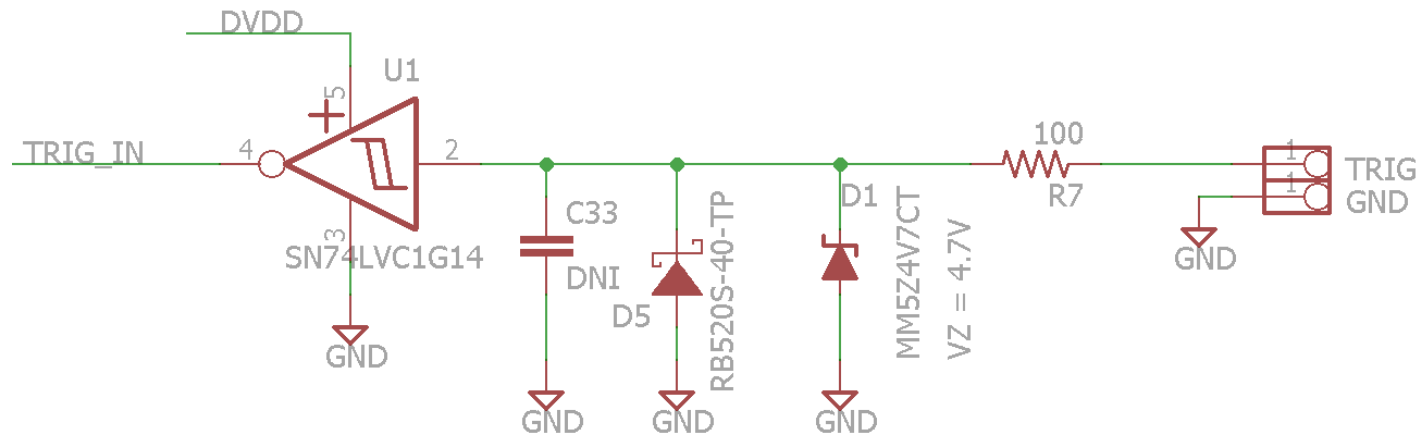 DVDD
U1
5
+
TRIG_IN
4
2
3
SN74LVC1G14
GND
C33
DNI
GND
D5
RB520S-40-TP
GND
D1
MM5Z4V7CT
VZ = 4.7V
GND
100
R7
1
TRIG
1
GND
GND